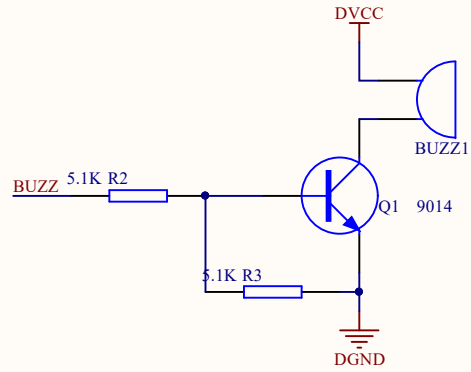 DVCC
BUZZ1
5.1K R2
BUZZ
Q1 9014
5.1K R3
DGND